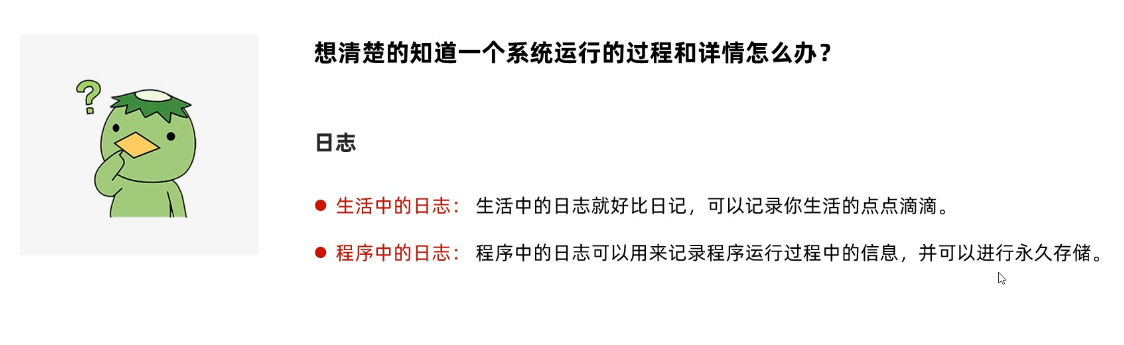 想清楚的知道一个系统运行的过程和详情怎么办？
?
日志
生活中的日志： 生活中的日志就好比日记，可以记录你生活的点点滴滴。
程序中的日志： 程序中的日志可以用来记录程序运行过程中的信息，并可以进行永久存储。